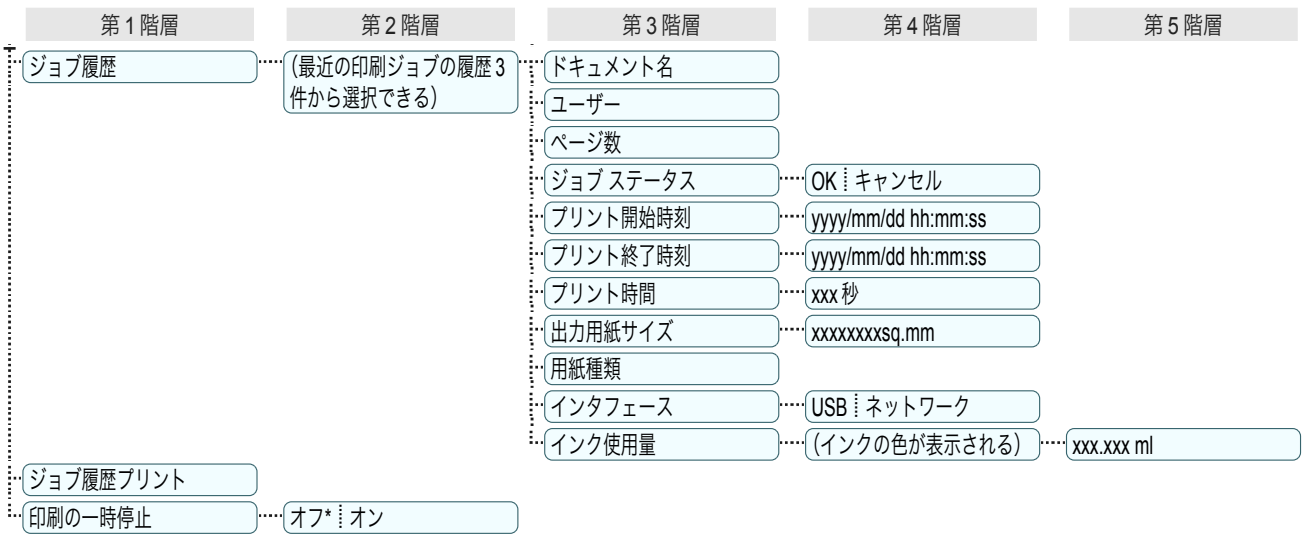 第 1 階層 第 2 階層 第 3 階層 第 4 階層 第 5 階層
ジョブ履歴 (最近の印刷ジョブの履歴 3 ドキュメント名
件から選択できる)
ユーザー
ページ数
ジョブ ステータス OK ┊ キャンセル
プリント開始時刻 yyyy/mm/dd hh:mm:ss
プリント終了時刻 yyyy/mm/dd hh:mm:ss
プリント時間 xxx 秒
出力用紙サイズ xxxxxxxxsq.mm
用紙種類
インタフェース USB ┊ ネットワーク
インク使用量 (インクの色が表示される) xxx.xxx ml
ジョブ履歴プリント
印刷の一時停止 オフ* ┊ オン